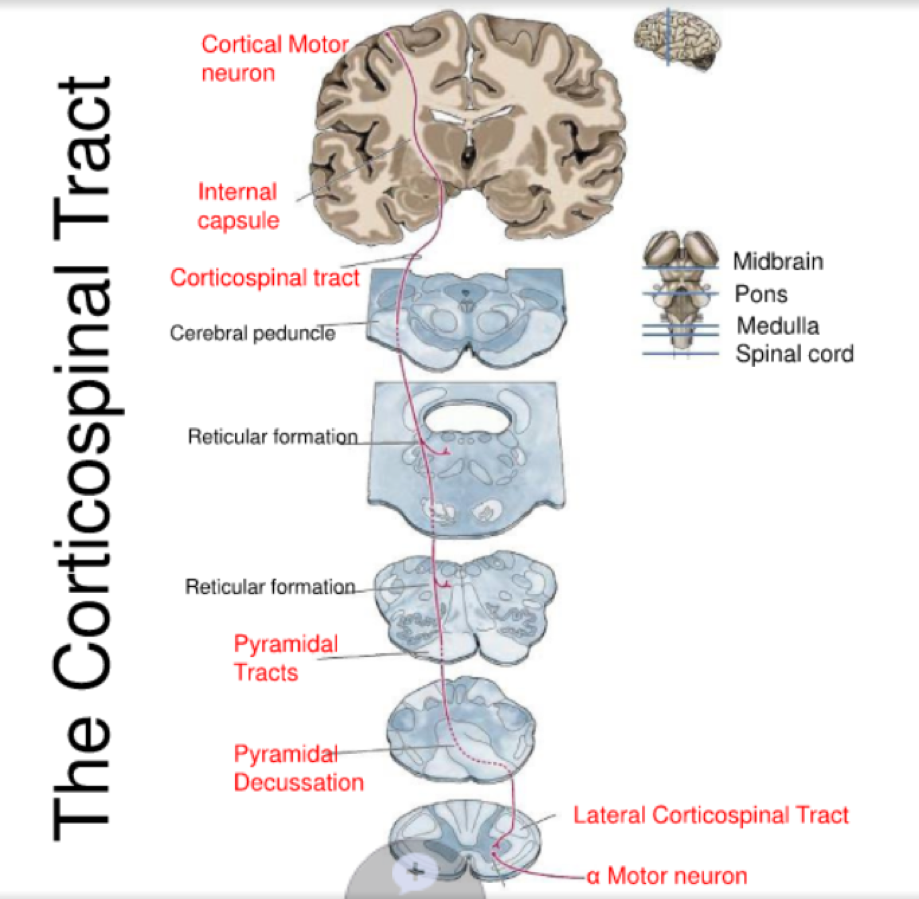 The Corticospinal Tract
Cortical Motor
neuron
Internal
capsule
Corticospinal tract
Cerebral peduncle
Reticular formation
Reticular formation
Pyramidal
Tracts
Pyramidal
Decussation
Midbrain
Pons
Medulla
Spinal cord
Lateral Corticospinal Tract
α Motor neuron